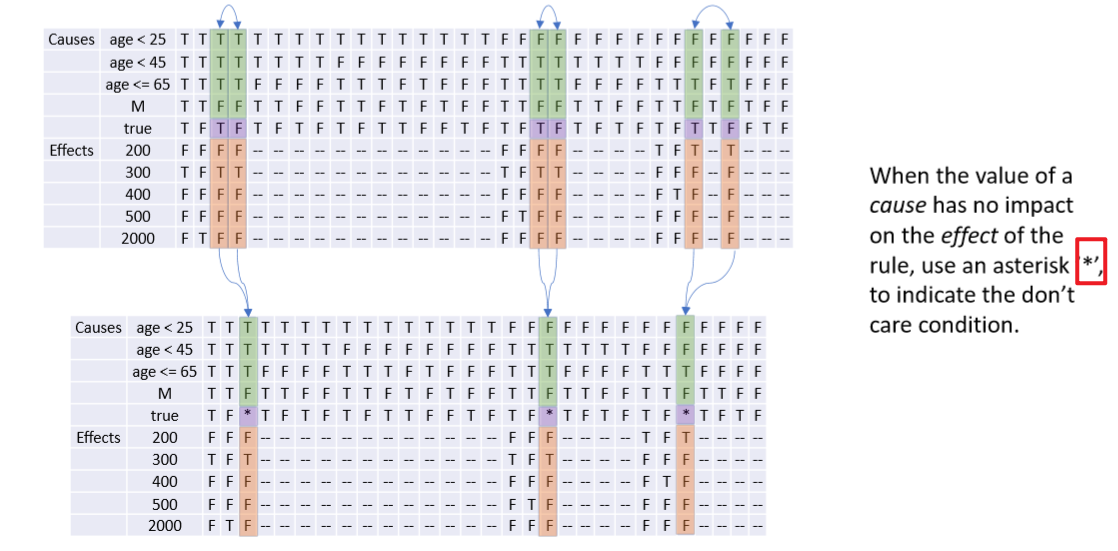 Causes age < 25 T T T T T T T T T T T T T T T T F F F F F F F F F F F F F F F F
age < 45 T T T T T T T T F F F F F F F F T T T T T T T T F F F F F F F F
age <= 65 T T T T F F F F T T T T F F F F T T T T F F F F T T T F T F F F
M T T F F T T F F T T F F T T F F T T F F T T F F T T F T F T F F
true T F T F T F T F T F T F T F T F T F T F T F T F T F T T F F T F
Effects 200 F F F F -- -- -- -- -- -- -- -- -- -- -- -- F F F F -- -- -- -- T F T -- T -- -- --
300 T F T T -- -- -- -- -- -- -- -- -- -- -- -- T F T T -- -- -- -- F F F -- F -- -- --
400 F F F F -- -- -- -- -- -- -- -- -- -- -- -- F F F F -- -- -- -- F T F -- F -- -- --
500 F F F F -- -- -- -- -- -- -- -- -- -- -- -- F T F F -- -- -- -- F F F -- F -- -- --
2000 F T F F -- -- -- -- -- -- -- -- -- -- -- -- F F F F -- -- -- -- F F F -- F -- -- --
Causes age < 25 T T T T T T T T T T T T T T T F F F F F F F F F F F F F F
age < 45 T T T T T T T F F F F F F F F T T T T T T T F F F F F F F
age <= 65 T T T F F F F T T T T F F F F T T T F F F F T T T F F F F
M T T F T T F F T T F F T T F F T T F T T F F T T F T T F F
true T F * T F T F T F T F T F T F T F * T F T F T F * T F T F
Effects 200 F F F -- -- -- -- -- -- -- -- -- -- -- -- F F F -- -- -- -- T F T -- -- -- --
300 T F T -- -- -- -- -- -- -- -- -- -- -- -- T F T -- -- -- -- F F F -- -- -- --
400 F F F -- -- -- -- -- -- -- -- -- -- -- -- F F F -- -- -- -- F T F -- -- -- --
500 F F F -- -- -- -- -- -- -- -- -- -- -- -- F T F -- -- -- -- F F F -- -- -- --
2000 F T F -- -- -- -- -- -- -- -- -- -- -- -- F F F -- -- -- -- F F F -- -- -- --
When the value of a
cause has no impact
on the effect of the
rule, use an asterisk '*',
to indicate the don't
care condition.